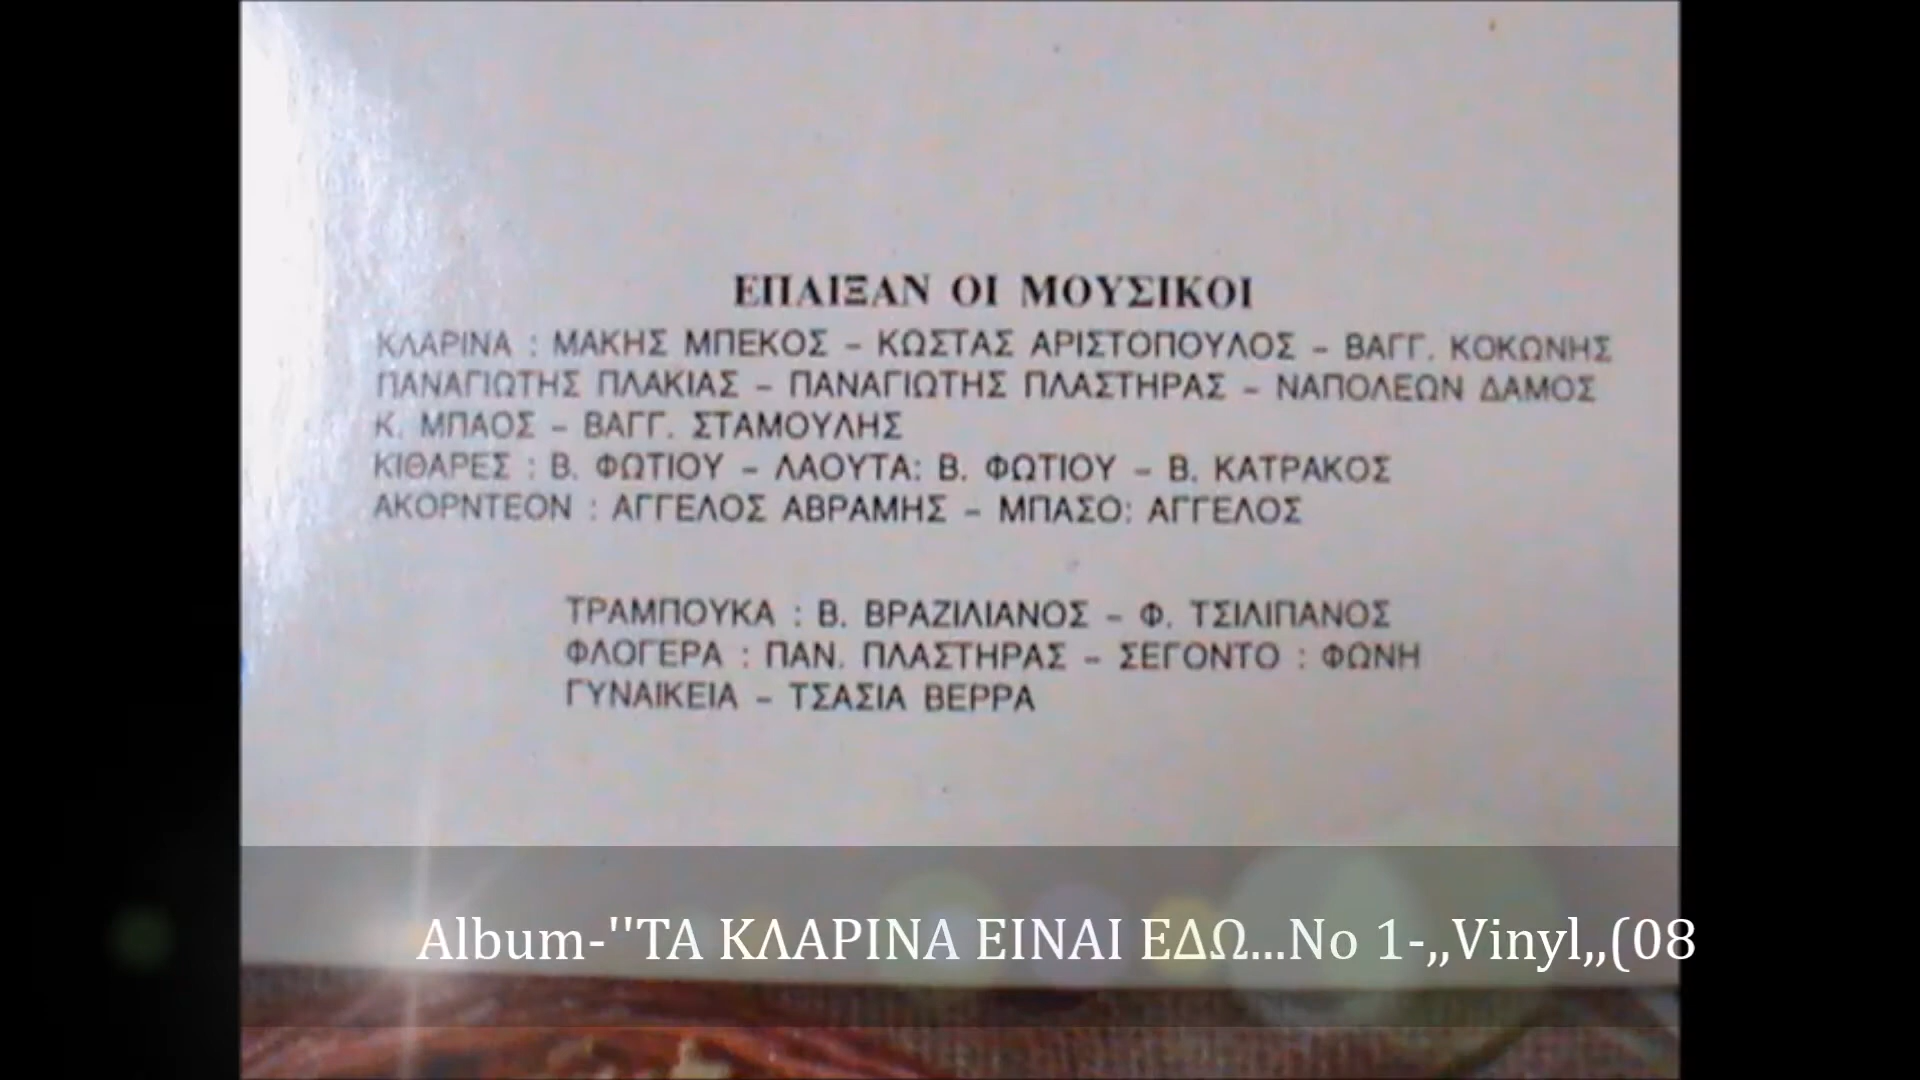 ΕΠΑΙΞΑΝ ΟΙ ΜΟΥΣΙΚΟΙ
ΚΛΑΡΙΝΑ : ΜΑΚΗΣ ΜΠΕΚΟΣ – ΚΩΣΤΑΣ ΑΡΙΣΤΟΠΟΥΛΟΣ – ΒΑΓΓ. ΚΟΚΩΝΗΣ
ΠΑΝΑΓΙΩΤΗΣ ΠΛΑΚΙΑΣ – ΠΑΝΑΓΙΩΤΗΣ ΠΛΑΣΤΗΡΑΣ – ΝΑΠΟΛΕΩΝ ΔΑΜΟΣ
Κ. ΜΠΑΟΣ – ΒΑΓΓ. ΣΤΑΜΟΥΛΗΣ
ΚΙΘΑΡΕΣ : Β. ΦΩΤΙΟΥ – ΛΑΟΥΤΑ: Β. ΦΩΤΙΟΥ – Β. ΚΑΤΡΑΚΟΣ
ΑΚΟΡΝΤΕΟΝ : ΑΓΓΕΛΟΣ ΑΒΡΑΜΗΣ – ΜΠΑΣΟ: ΑΓΓΕΛΟΣ
ΤΡΑΜΠΟΥΚΑ : Β. ΒΡΑΖΙΛΙΑΝΟΣ – Φ. ΤΣΙΛΙΠΑΝΟΣ
ΦΛΟΓΕΡΑ : ΠΑΝ. ΠΛΑΣΤΗΡΑΣ – ΣΕΓΟΝΤΟ : ΦΩΝΗ
ΓΥΝΑΙΚΕΙΑ – ΤΣΑΣΙΑ ΒΕΡΡΑ
Album-''ΤΑ ΚΛΑΡΙΝΑ ΕΙΝΑΙ ΕΔΩ...Νο 1-,,Vinyl,,(08